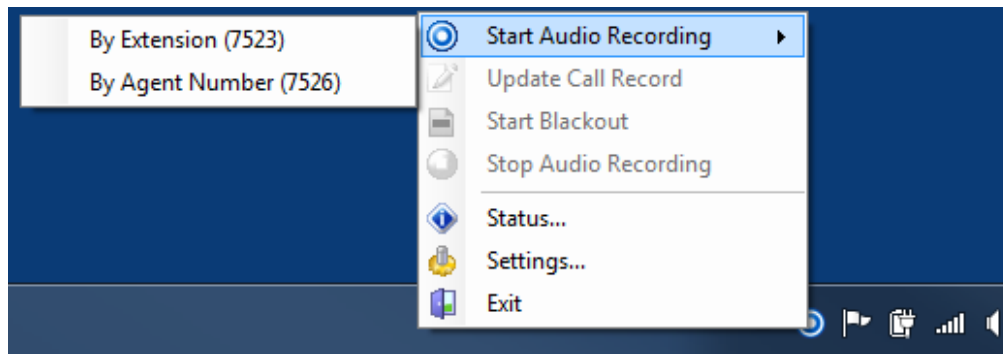 By Extension (7523)
By Agent Number (7526)
Start Audio Recording
Update Call Record
Start Blackout
Stop Audio Recording
Status...
Settings...
Exit